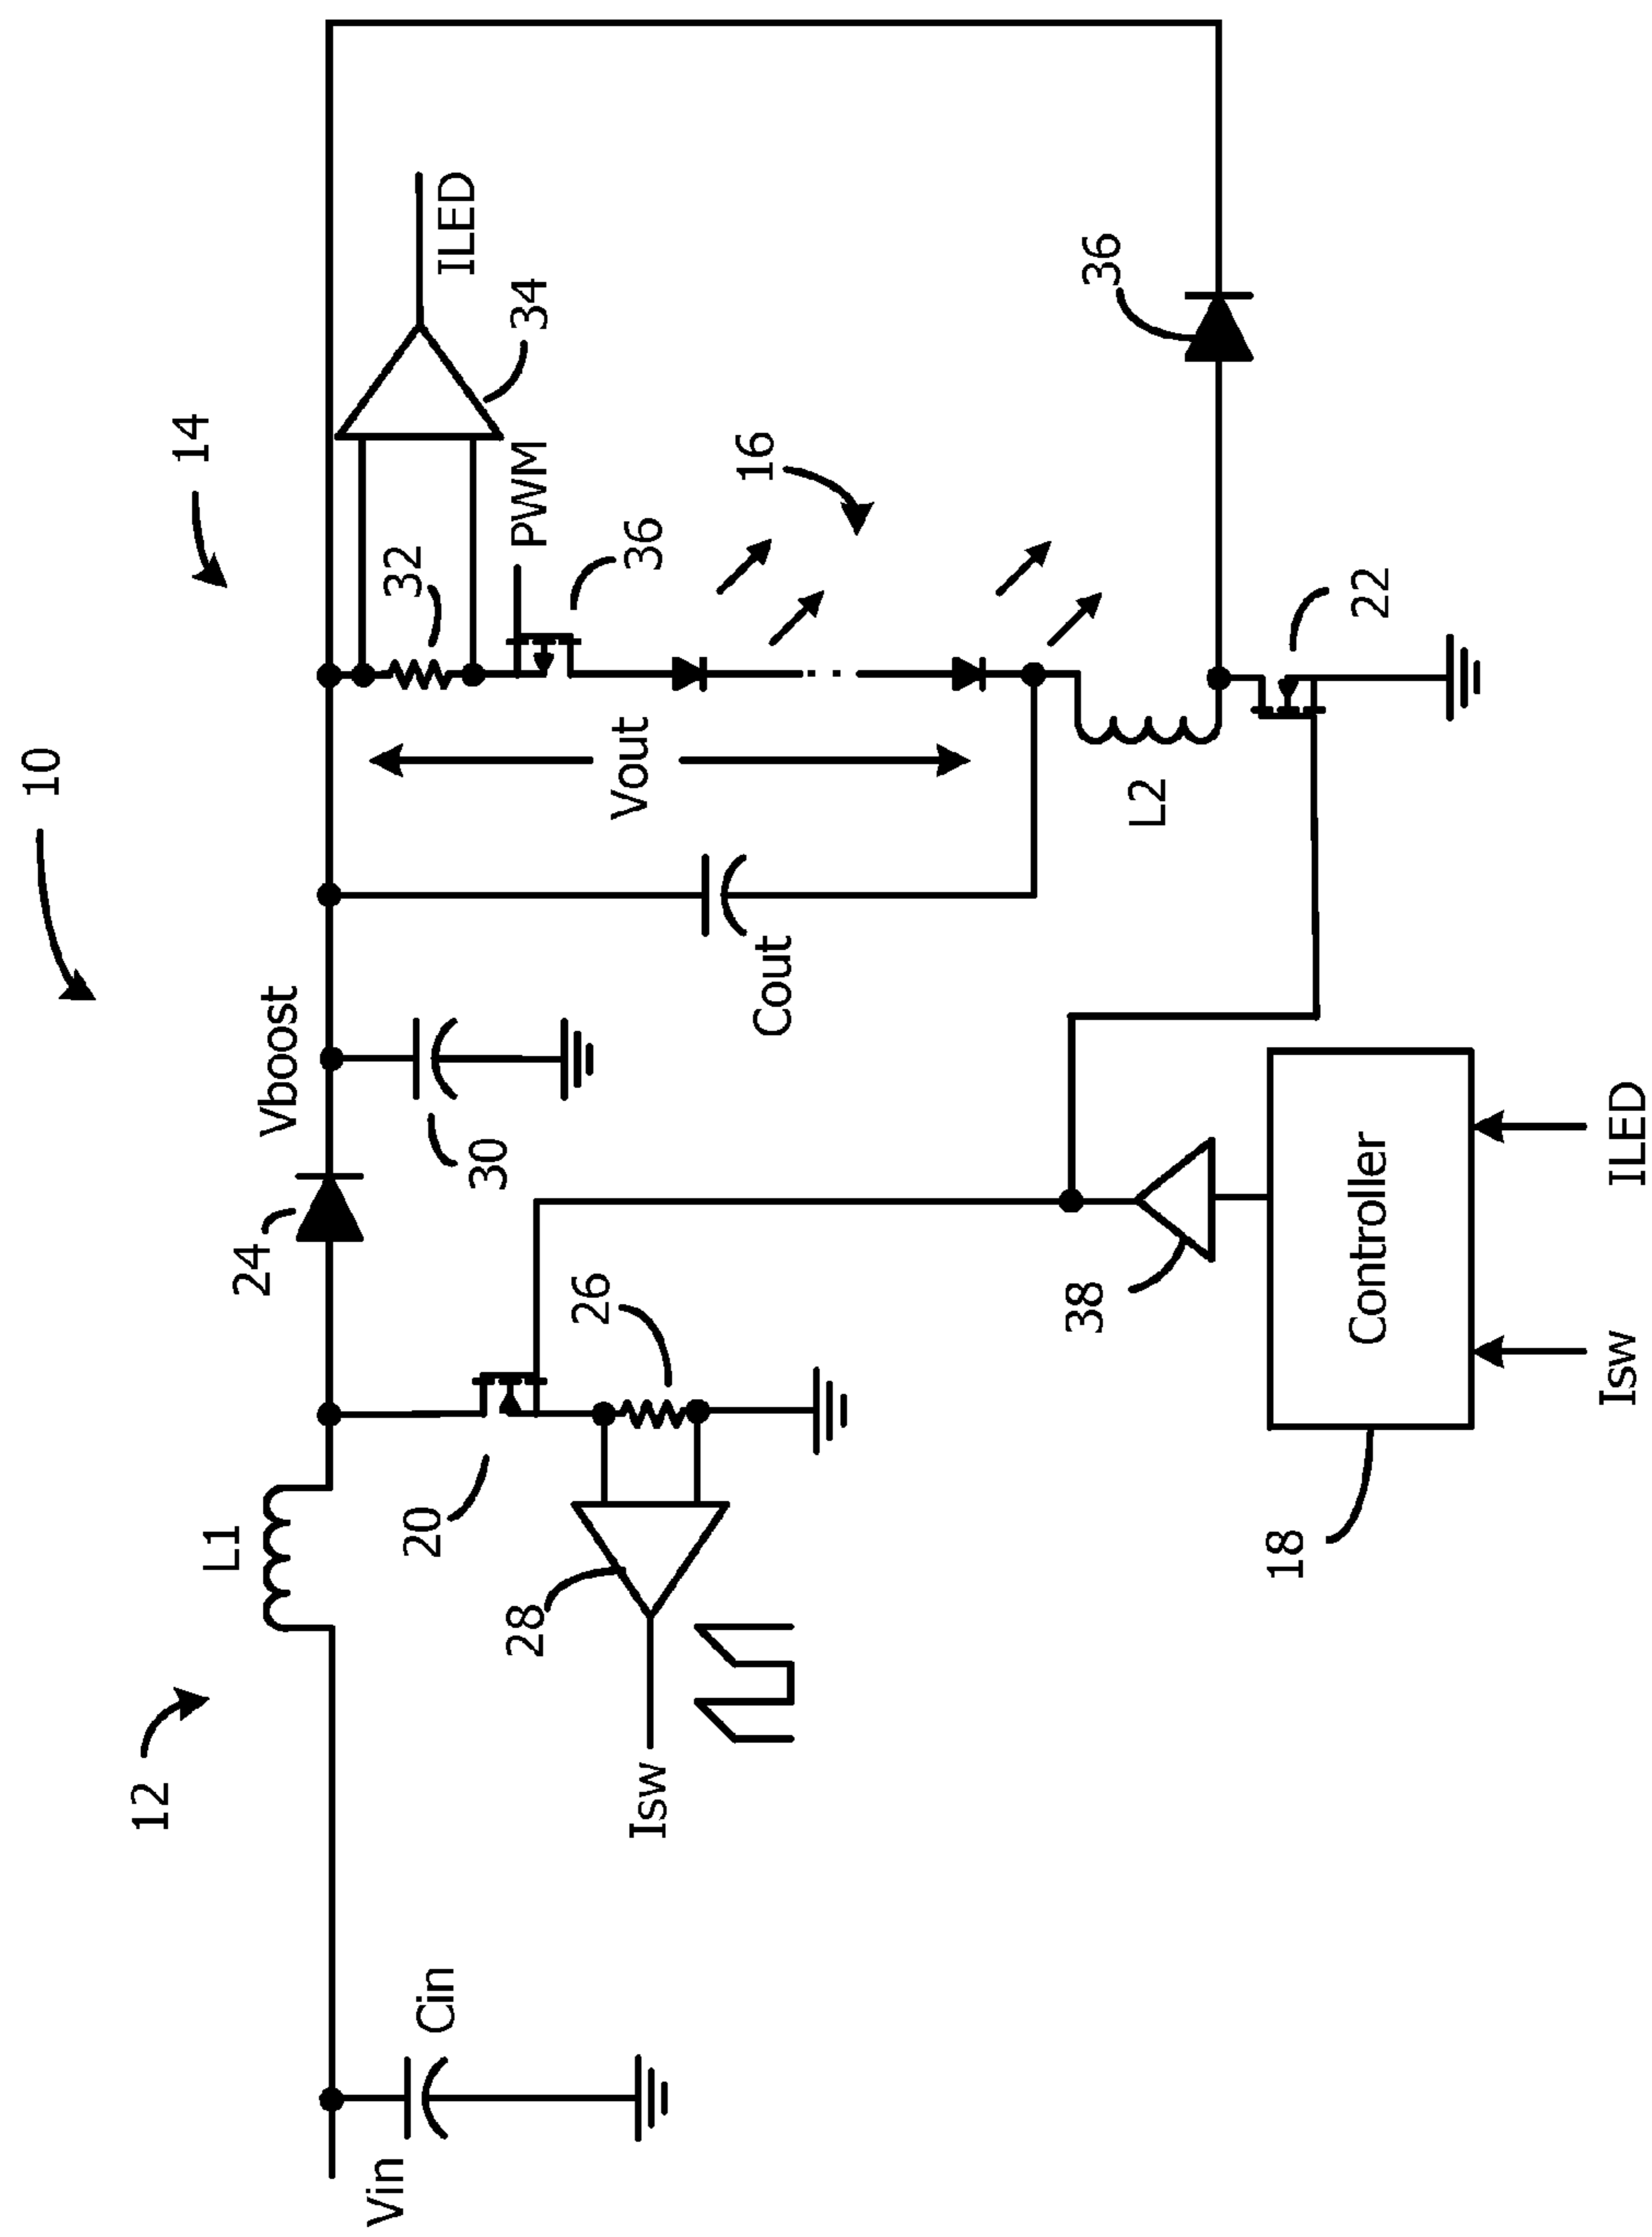 10
12
14
L1
24
Vboost
Vin
Cin
20
26
28
Isw
30
Cout
Vout
32
34
ILED
PWM
36
16
L2
36
22
38
18
Controller
Isw
ILED